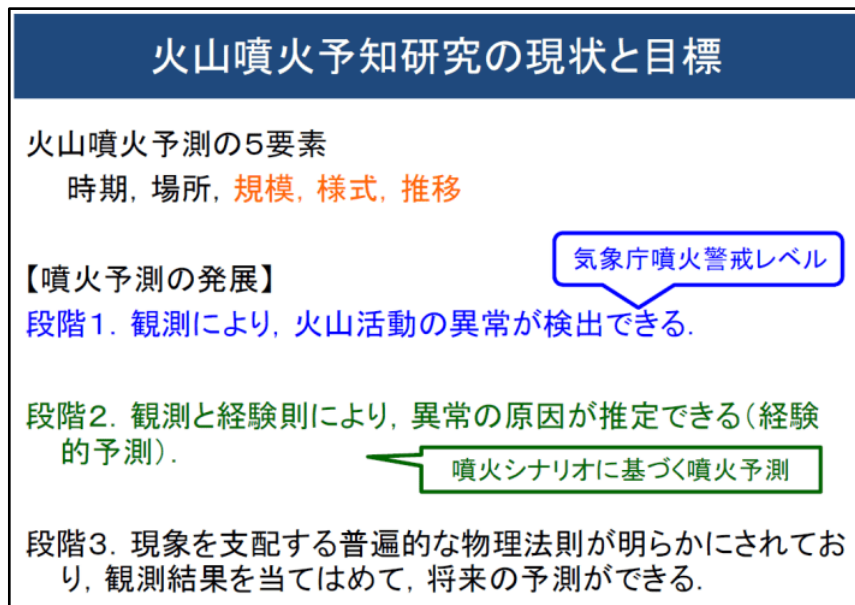 火山噴火予知研究の現状と目標
火山噴火予測の5要素
時期, 場所, 規模, 様式, 推移
気象庁噴火警戒レベル
【噴火予測の発展】
段階1. 観測により, 火山活動の異常が検出できる.
段階2. 観測と経験則により, 異常の原因が推定できる(経験
的予測).
噴火シナリオに基づく噴火予測
段階3. 現象を支配する普遍的な物理法則が明らかにされてお
り, 観測結果を当てはめて, 将来の予測ができる.